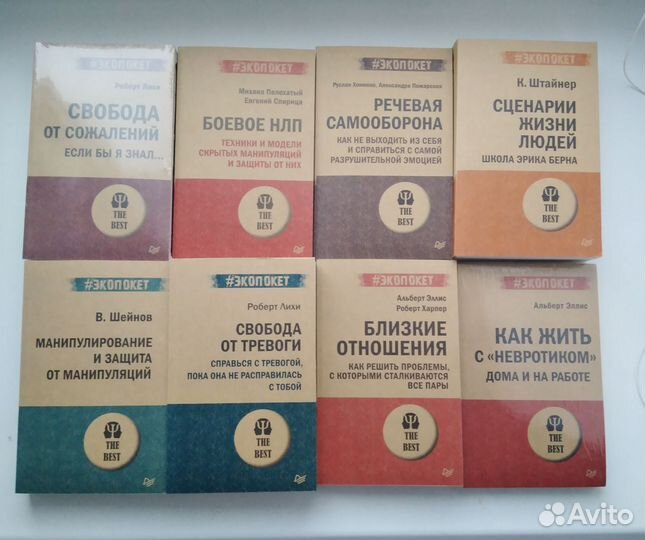 #ЭКОПОКЕТ
Роберт Лихи
СВОБОДА
ОТ СОЖАЛЕНИЙ
ЕСЛИ БЫ Я ЗНАЛ...
THE
BEST
#ЭКОПОКЕТ
Михаил Пелехатый
Евгений Спирица
БОЕВОЕ НЛП
ТЕХНИКИ И МОДЕЛИ
СКРЫТЫХ МАНИПУЛЯЦИЙ
И ЗАЩИТЫ ОТ НИХ
THE
BEST
#ЭКОПОКЕТ
Руслан Хоменко, Александра Пожарская
РЕЧЕВАЯ
САМООБОРОНА
КАК НЕ ВЫХОДИТЬ ИЗ СЕБЯ
И СПРАВИТЬСЯ С САМОЙ
РАЗРУШИТЕЛЬНОЙ ЭМОЦИЕЙ
THE
BEST
#ЭКОПОКЕТ
К. Штайнер
СЦЕНАРИИ
ЖИЗНИ
ЛЮДЕЙ
ШКОЛА ЭРИКА БЕРНА
THE
BEST
#ЭКОПОКЕТ
В. Шейнов
МАНИПУЛИРОВАНИЕ
И ЗАЩИТА
ОТ МАНИПУЛЯЦИЙ
THE
BEST
#ЭКОПОКЕТ
Роберт Лихи
СВОБОДА
ОТ ТРЕВОГИ
СПРАВЬСЯ С ТРЕВОГОЙ,
ПОКА ОНА НЕ РАСПРАВИЛАСЬ
С ТОБОЙ
THE
BEST
#ЭКОПОКЕТ
Альберт Эллис
Роберт Харпер
БЛИЗКИЕ
ОТНОШЕНИЯ
КАК РЕШИТЬ ПРОБЛЕМЫ,
С КОТОРЫМИ СТАЛКИВАЮТСЯ
ВСЕ ПАРЫ
THE
BEST
#ЭКОПОКЕТ
Альберт Эллис
КАК ЖИТЬ
С «НЕВРОТИКОМ»
ДОМА И НА РАБОТЕ
THE
BEST
Avito